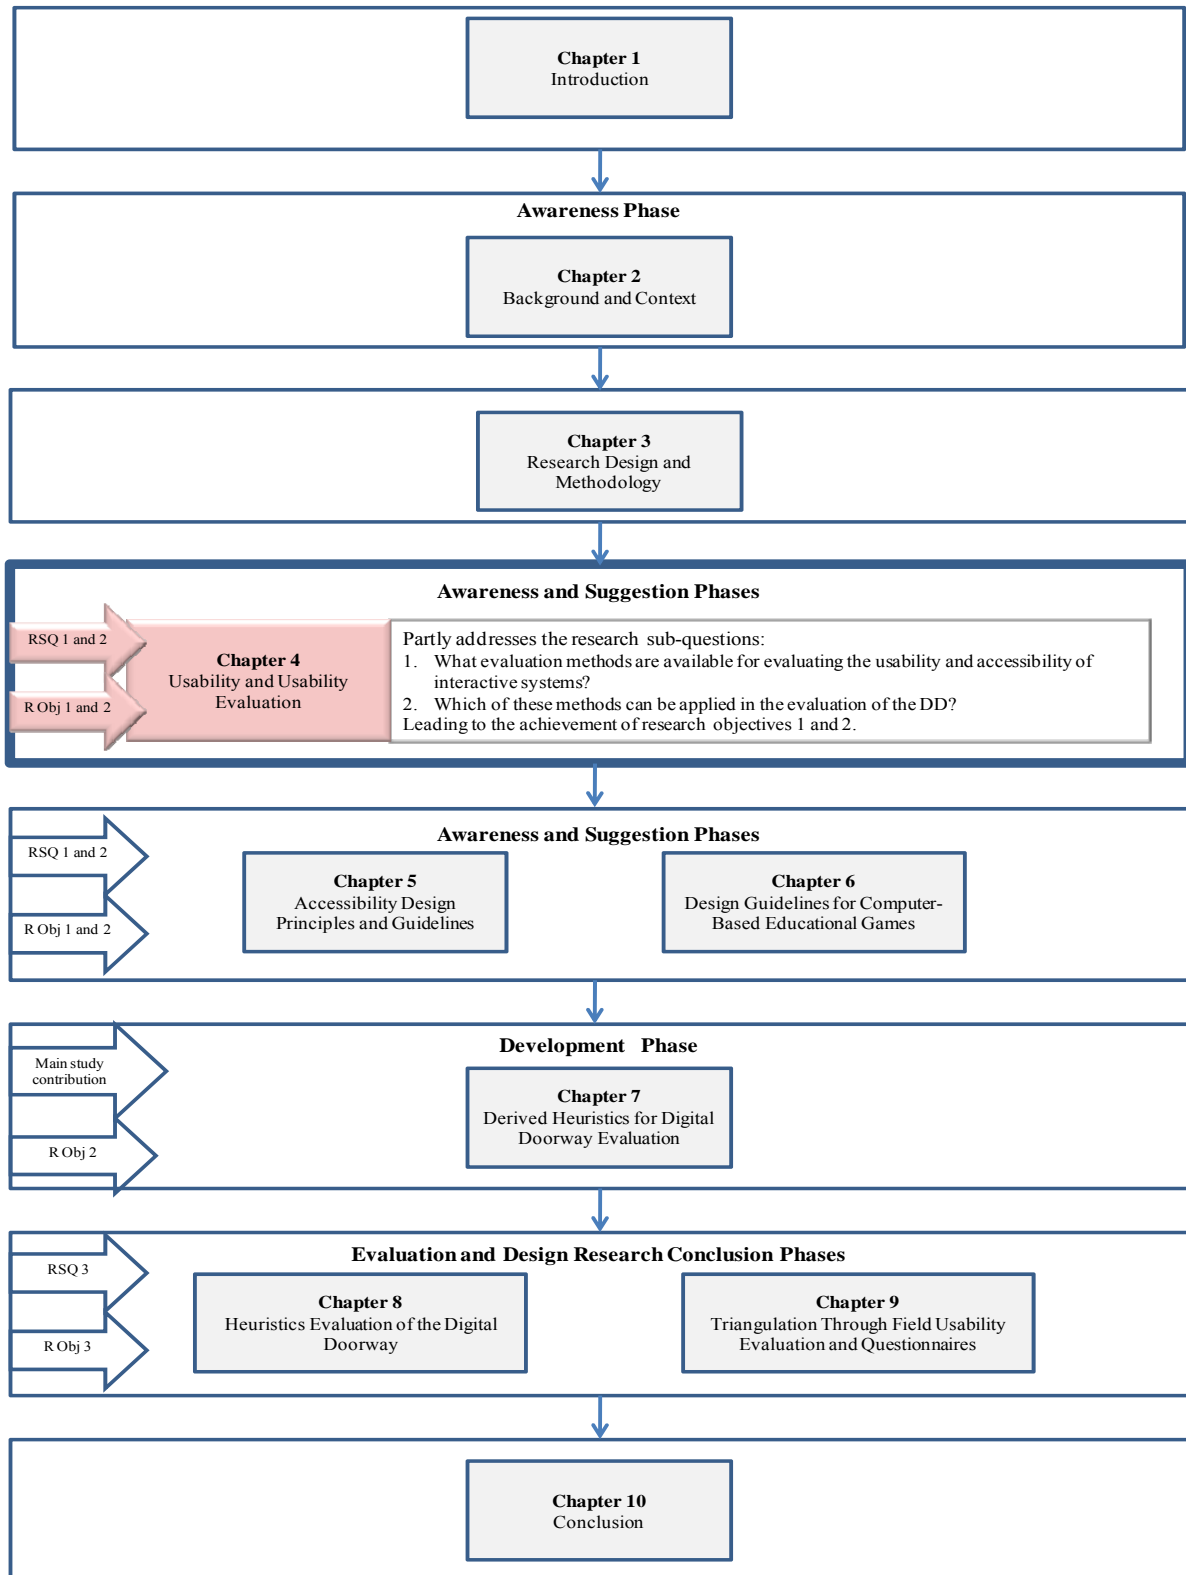 Chapter 1
Introduction
Awareness Phase
Chapter 2
Background and Context
Chapter 3
Research Design and
Methodology
Awareness and Suggestion Phases
RSQ 1 and 2
R Obj 1 and 2
Chapter 4
Usability and Usability
Evaluation
Partly addresses the research sub-questions:
1. What evaluation methods are available for evaluating the usability and accessibility of
interactive systems?
2. Which of these methods can be applied in the evaluation of the DD?
Leading to the achievement of research objectives 1 and 2.
Awareness and Suggestion Phases
RSQ 1 and 2
R Obj 1 and 2
Chapter 5
Accessibility Design
Principles and Guidelines
Chapter 6
Design Guidelines for Computer-
Based Educational Games
Development Phase
Main study
contribution
R Obj 2
Chapter 7
Derived Heuristics for Digital
Doorway Evaluation
Evaluation and Design Research Conclusion Phases
RSQ 3
R Obj 3
Chapter 8
Heuristics Evaluation of the Digital
Doorway
Chapter 9
Triangulation Through Field Usability
Evaluation and Questionnaires
Chapter 10
Conclusion